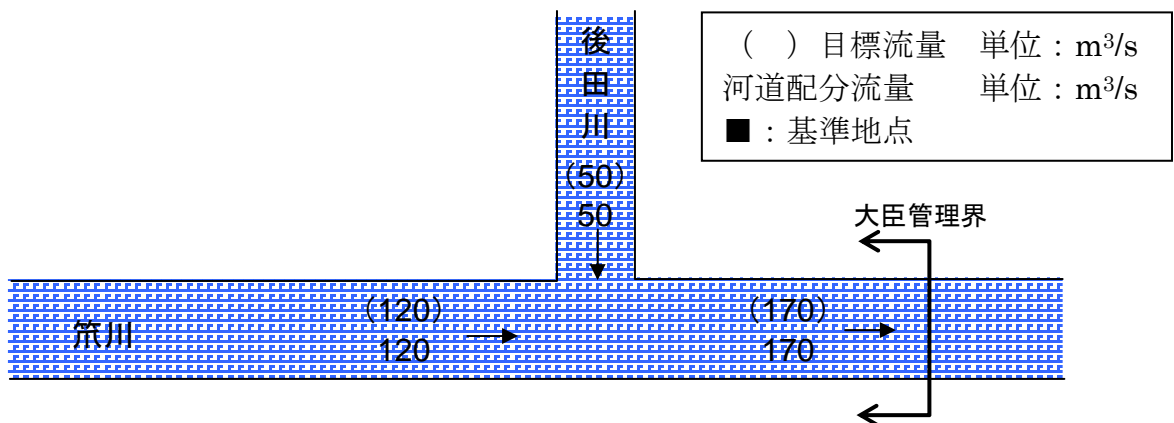 後田川
(50)
50
( )目標流量 単位:m³/s
河道配分流量 単位:m³/s
■:基準地点
大臣管理界
笊川
(120)
120
(170)
170